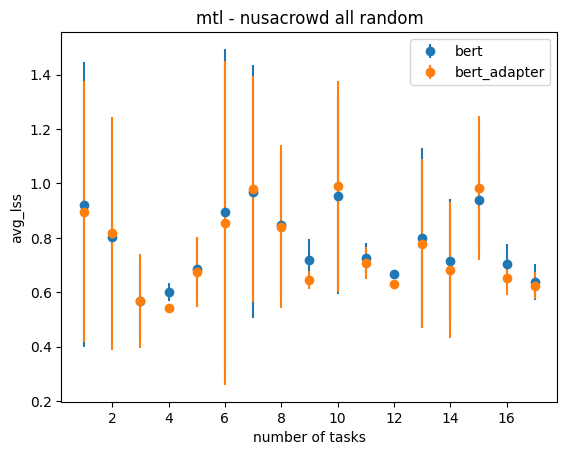 mtl - nusacrowd all random
bert
bert_adapter
avg_lss
1.4
1.2
1.0
0.8
0.6
0.4
0.2
2 4 6 8 10 12 14 16
number of tasks